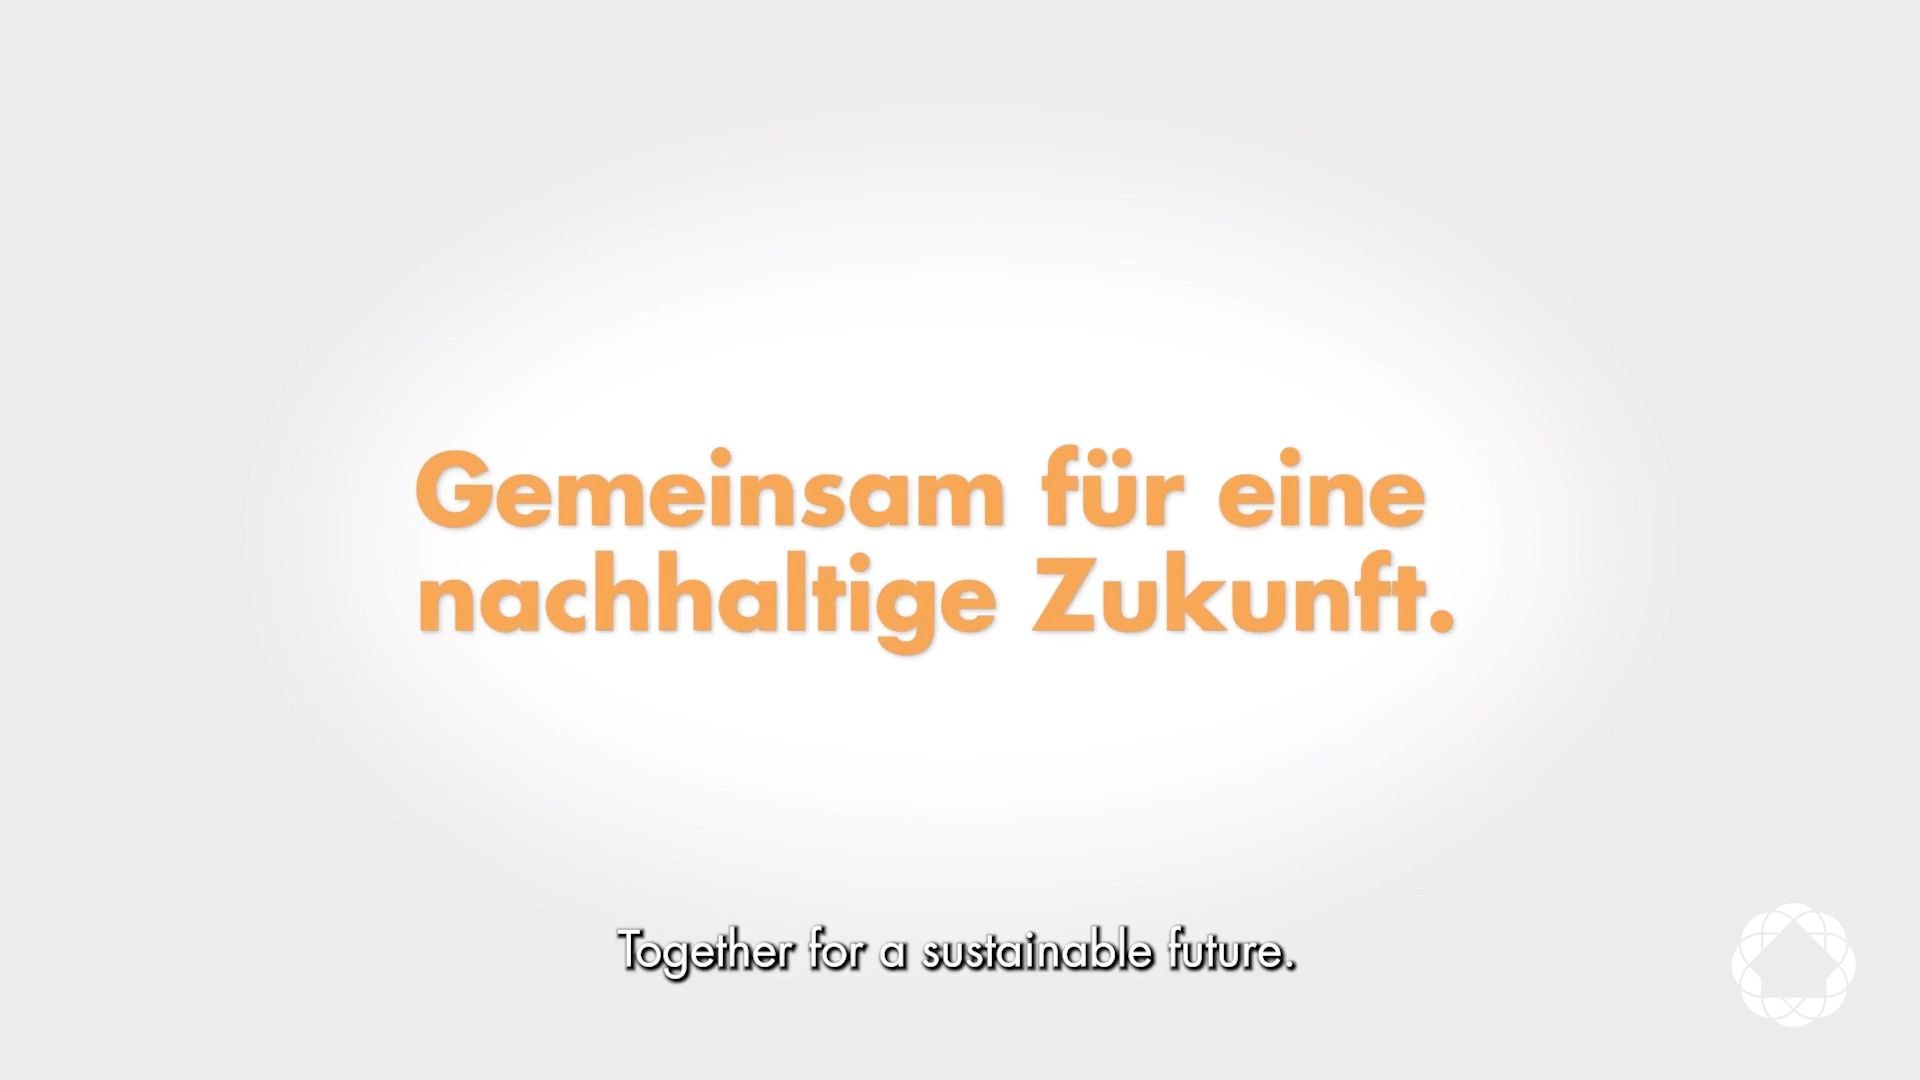 Gemeinsam für eine
nachhaltige Zukunft.
Together for a sustainable future.